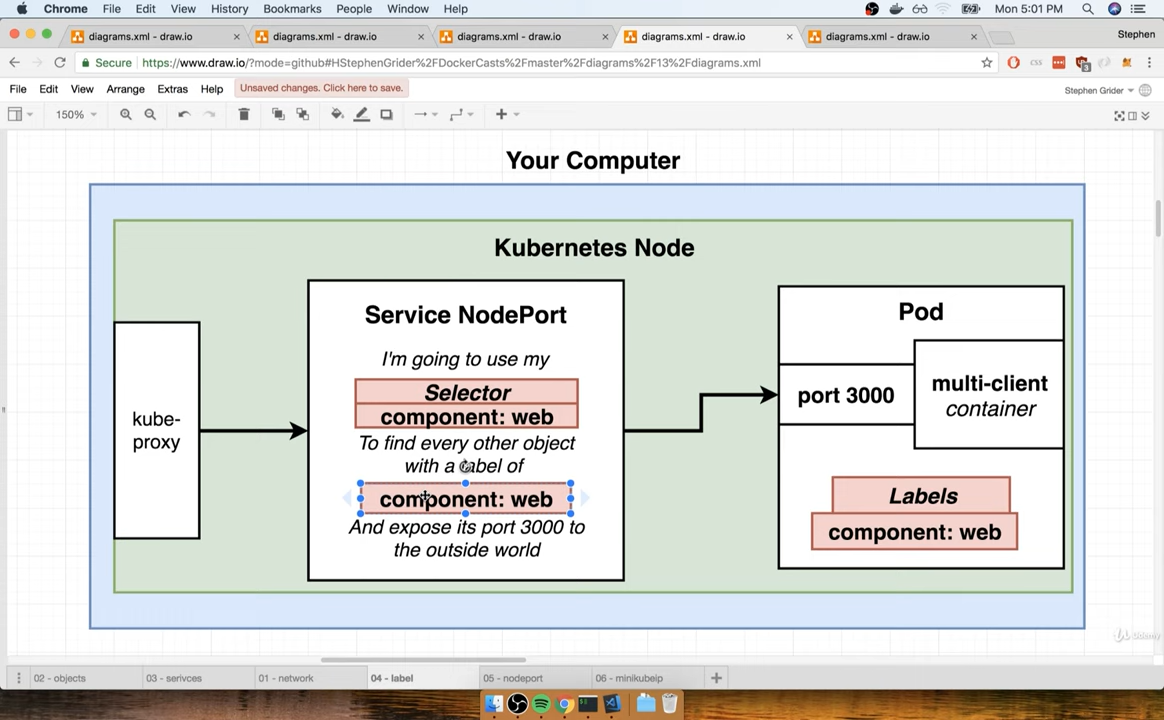 Chrome File Edit View History Bookmarks People Window Help Mon 5:01 PM
diagrams.xml - draw.io diagrams.xml - draw.io diagrams.xml - draw.io diagrams.xml - draw.io diagrams.xml - draw.io Stephen
Secure https://www.draw.io/?mode=github#HStephenGrider%2FDockerCasts%2Fmaster%2Fdiagrams%2F13%2Fdiagrams.xml css 3
File Edit View Arrange Extras Help Unsaved changes. Click here to save. Stephen Grider
150%
Your Computer
Kubernetes Node
kube-
proxy
Service NodePort
I'm going to use my
Selector
component: web
To find every other object
with a label of
component: web
And expose its port 3000 to
the outside world
Pod
port 3000
multi-client
container
Labels
component: web
Udemy
02 - objects 03 - serivces 01 - network 04 - label 05 - nodeport 06 - minikubeip